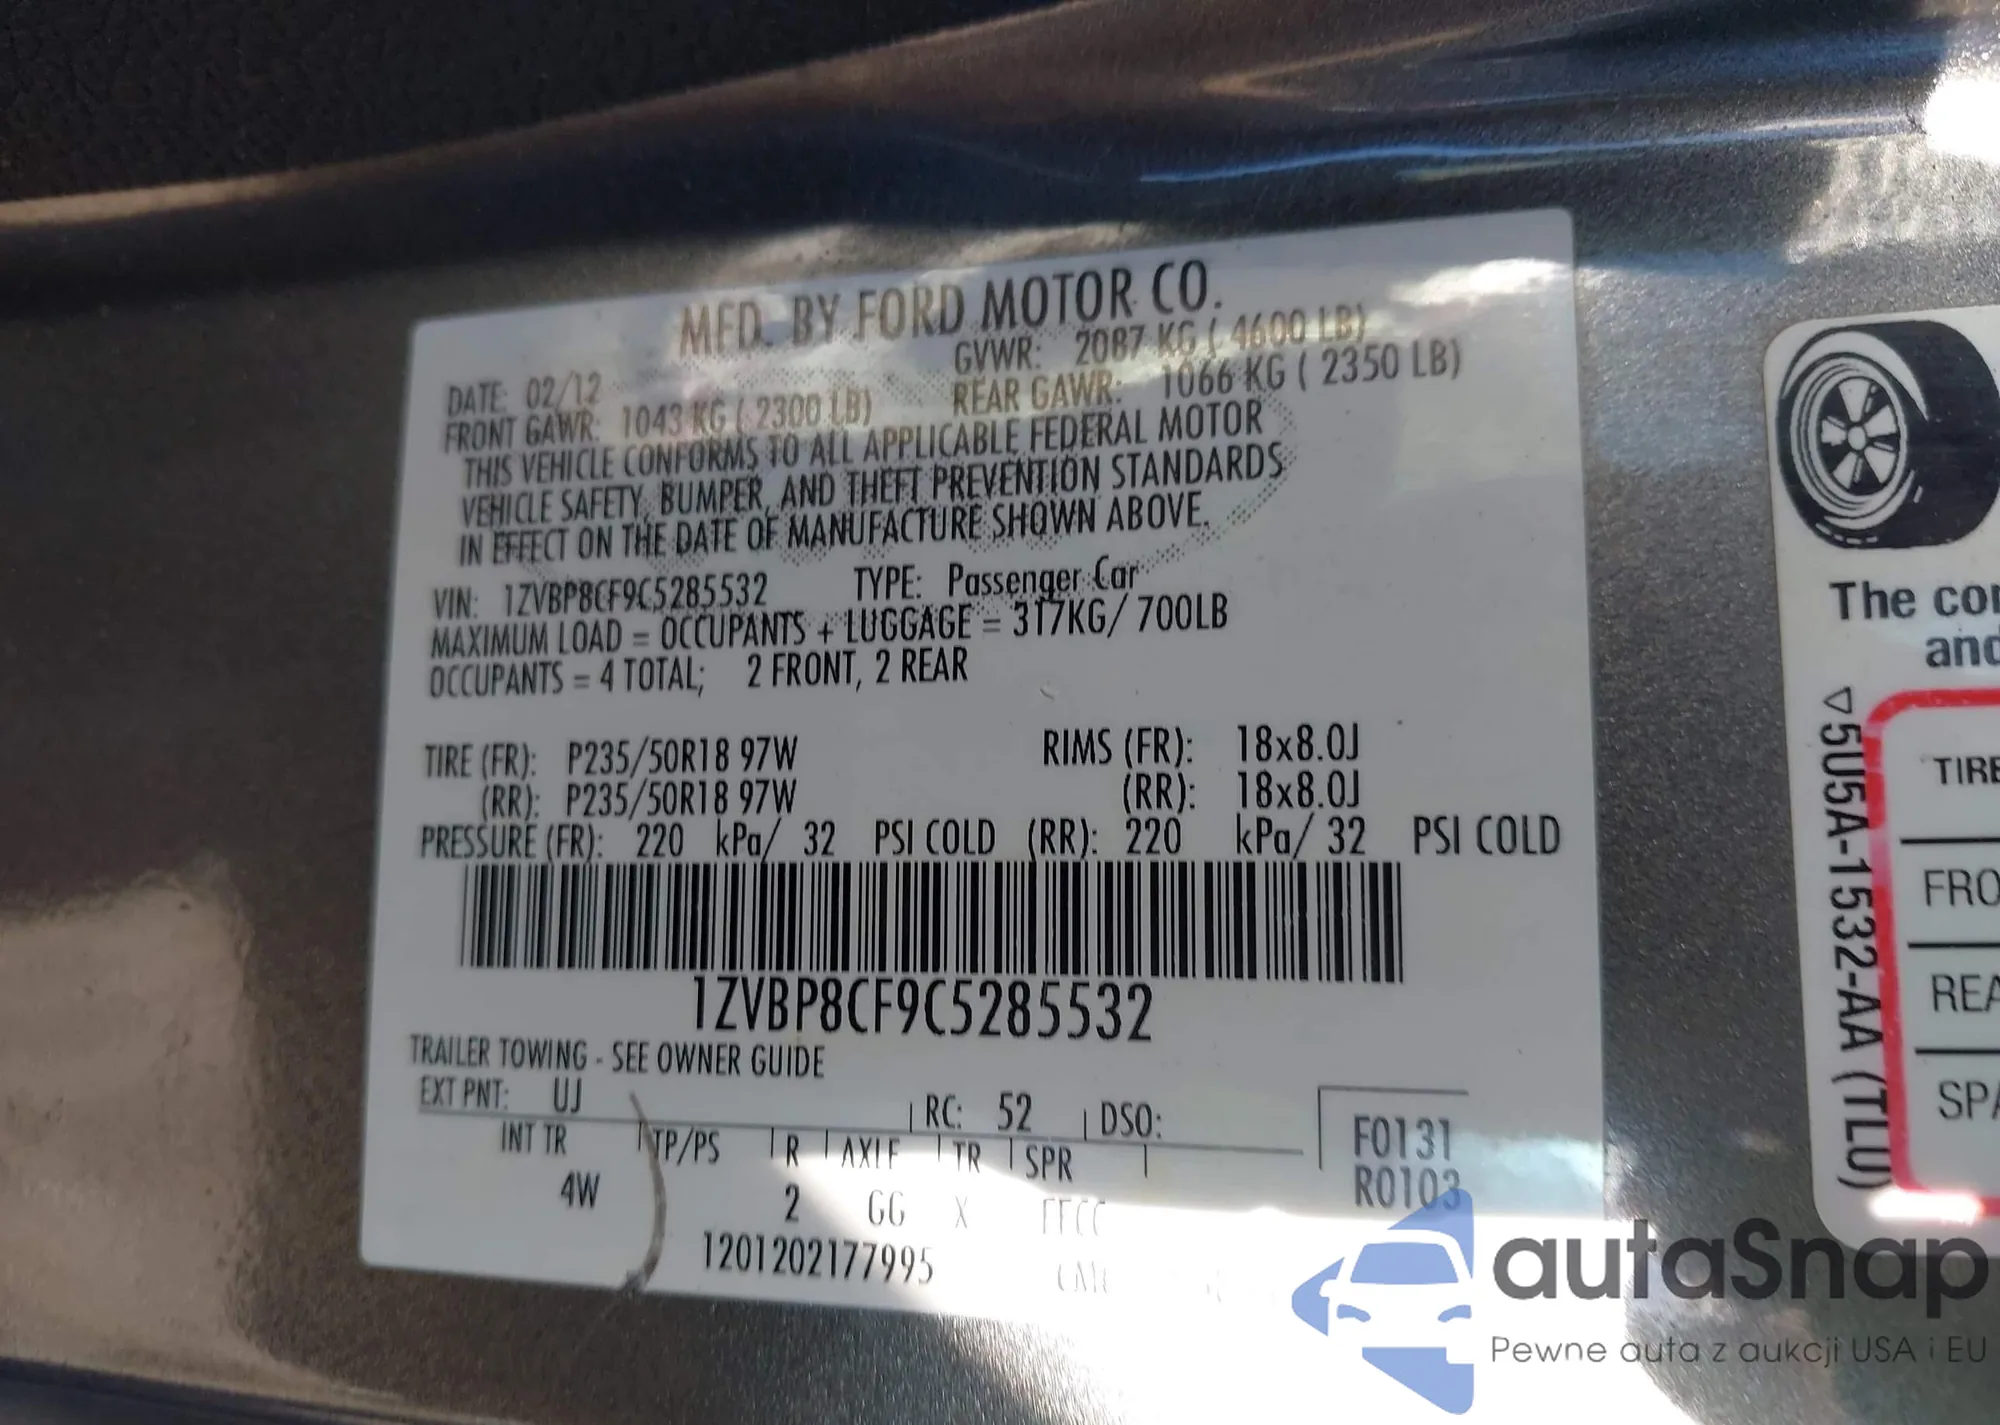 MFD. BY FORD MOTOR CO.
DATE: 02/12 GVWR: 2087 KG ( 4600 LB)
FRONT GAWR: 1043 KG ( 2300 LB) REAR GAWR: 1066 KG ( 2350 LB)
THIS VEHICLE CONFORMS TO ALL APPLICABLE FEDERAL MOTOR
VEHICLE SAFETY, BUMPER, AND THEFT PREVENTION STANDARDS
IN EFFECT ON THE DATE OF MANUFACTURE SHOWN ABOVE.
VIN: 1ZVBP8CF9C5285532 TYPE: Passenger Car
MAXIMUM LOAD = OCCUPANTS + LUGGAGE = 317KG/ 700LB
OCCUPANTS = 4 TOTAL; 2 FRONT, 2 REAR
TIRE (FR): P235/50R18 97W RIMS (FR): 18x8.0J
(RR): P235/50R18 97W (RR): 18x8.0J
PRESSURE (FR): 220 kPa/ 32 PSI COLD (RR): 220 kPa/ 32 PSI COLD
1ZVBP8CF9C5285532
TRAILER TOWING - SEE OWNER GUIDE
EXT PNT: UJ RC: 52 DSO:
INT TR TP/PS R AXLE TR SPR
4W 2 GG X
F0131
R0103
1201202177995
The
and
5U5A-1532-AA (TLU)
TIRE
FRO
REA
SPA
autaSnap
Pewne auta z aukcji USA i EU